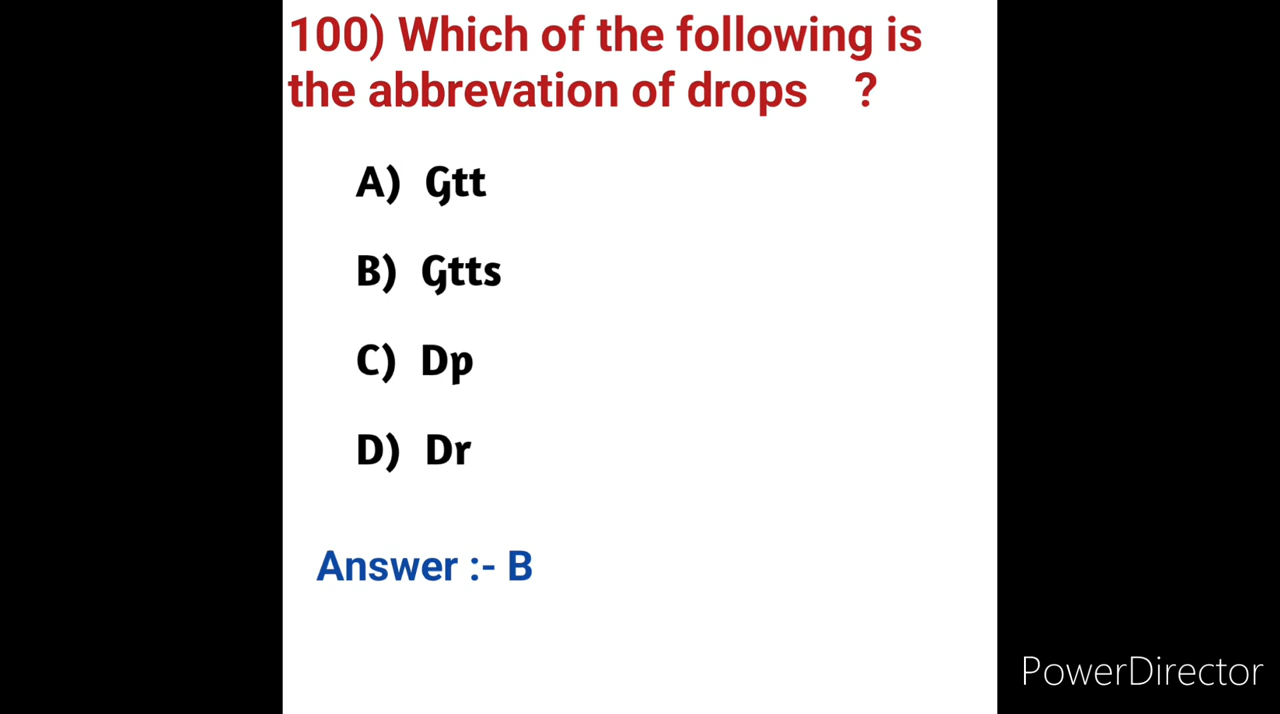 100) Which of the following is
the abbrevation of drops ?
A) Gtt
B) Gtts
C) Dp
D) Dr
Answer :- B
PowerDirector